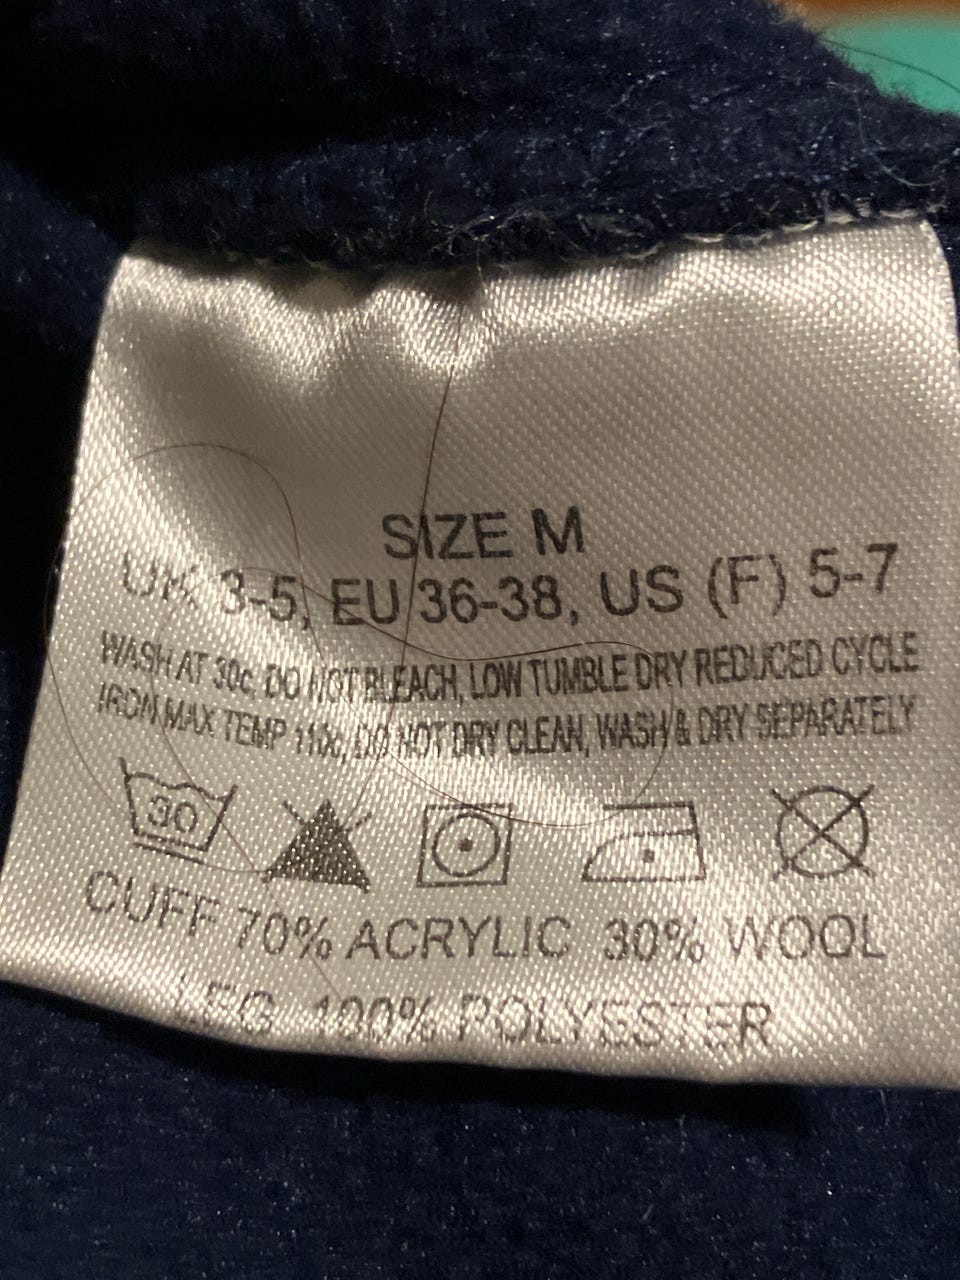 SIZE M
UK 3-5, EU 36-38, US (F) 5-7
WASH AT 30c, DO NOT BLEACH, LOW TUMBLE DRY REDUCED CYCLE
IRON MAX TEMP 110c, DO NOT DRY CLEAN, WASH & DRY SEPARATELY
30
CUFF 70% ACRYLIC 30% WOOL
LEG 100% POLYESTER